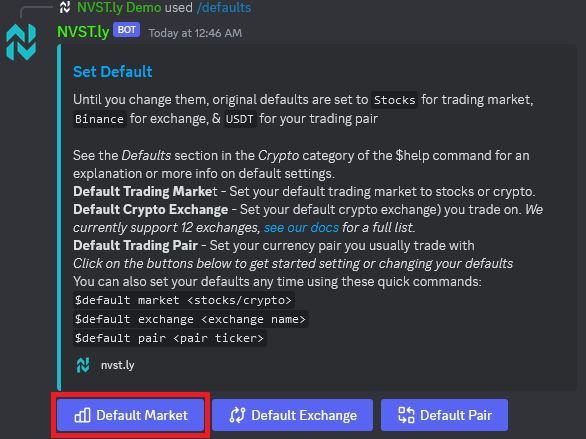 NVST.ly Demo used /defaults
NVST.ly BOT Today at 12:46 AM
Set Default
Until you change them, original defaults are set to Stocks for trading market,
Binance for exchange, & USDT for your trading pair
See the Defaults section in the Crypto category of the $help command for an
explanation or more info on default settings.
Default Trading Market - Set your default trading market to stocks or crypto.
Default Crypto Exchange - Set your default crypto exchange) you trade on. We
currently support 12 exchanges, see our docs for a full list.
Default Trading Pair - Set your currency pair you usually trade with
Click on the buttons below to get started setting or changing your defaults
You can also set your defaults any time using these quick commands:
$default market <stocks/crypto>
$default exchange <exchange name>
$default pair <pair ticker>
nvst.ly
Default Market Default Exchange Default Pair